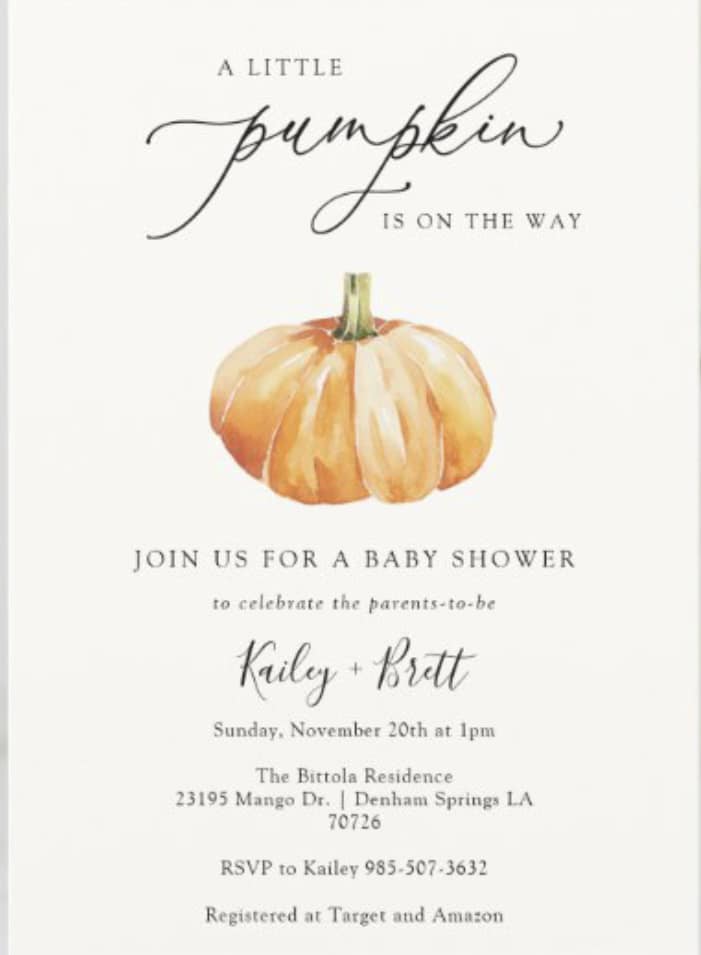 A LITTLE
pumpkin
IS ON THE WAY
JOIN US FOR A BABY SHOWER
to celebrate the parents-to-be
Kailey + Brett
Sunday, November 20th at 1pm
The Bittola Residence
23195 Mango Dr. | Denham Springs LA
70726
RSVP to Kailey 985-507-3632
Registered at Target and Amazon